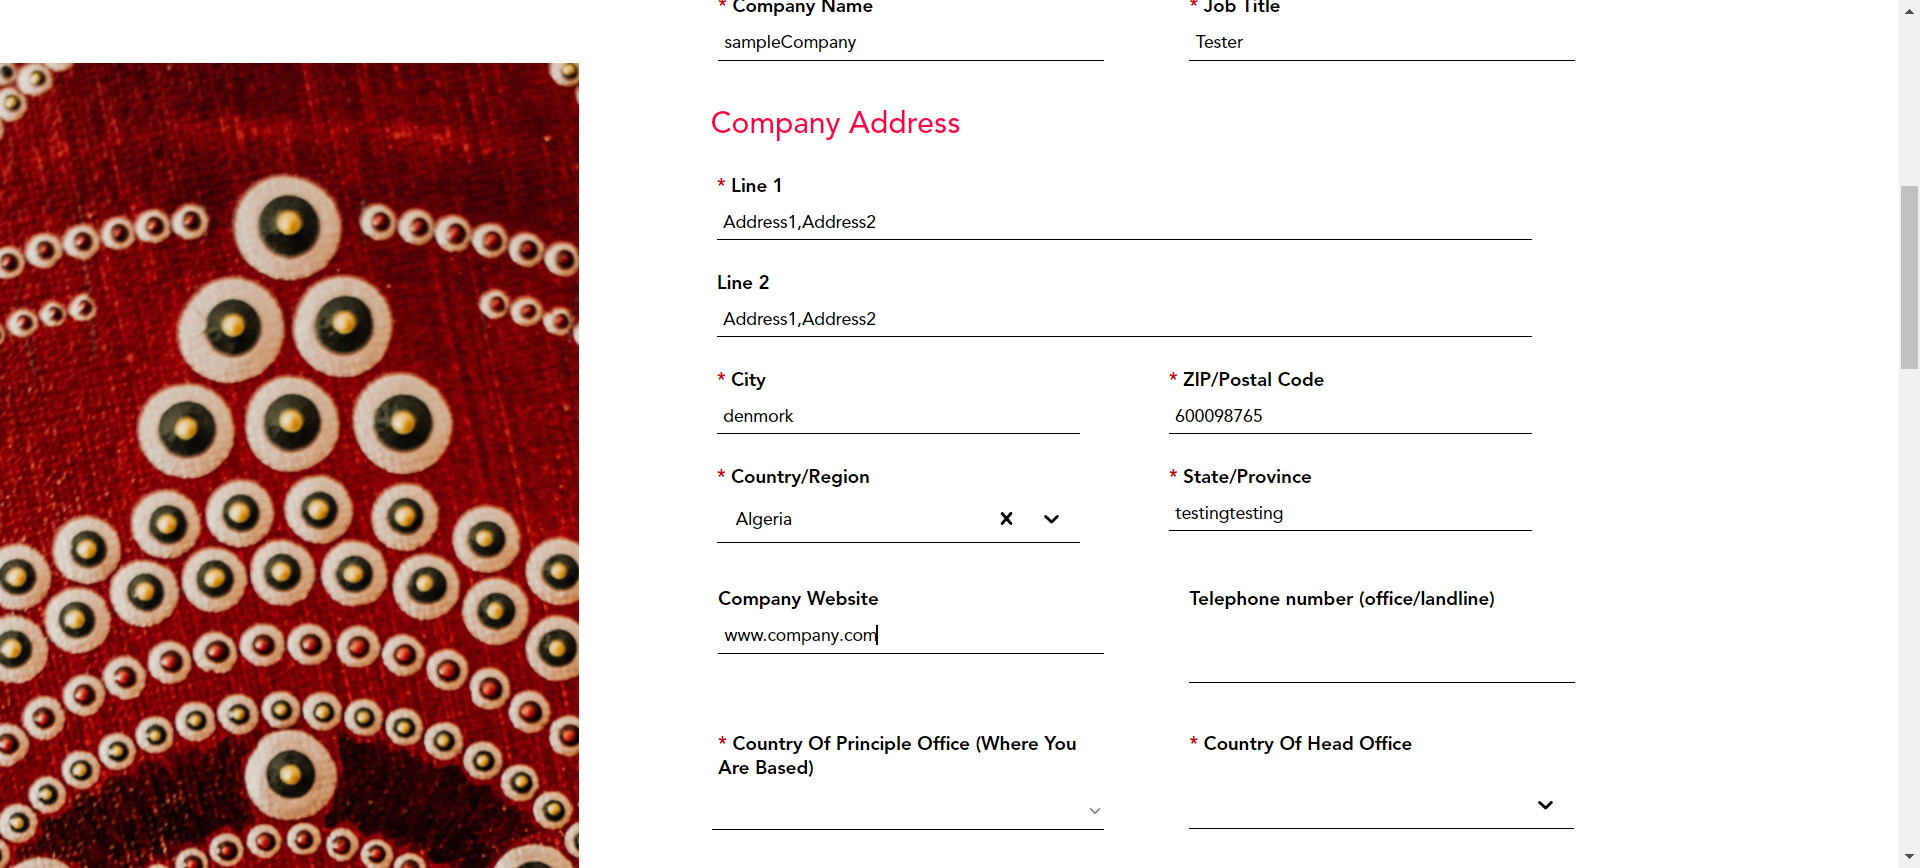 * Company Name
* Job Title
sampleCompany
Tester
Company Address
* Line 1
Address1,Address2
Line 2
Address1,Address2
* City
* ZIP/Postal Code
denmork
600098765
* Country/Region
* State/Province
Algeria
testingtesting
Company Website
Telephone number (office/landline)
www.company.com
* Country Of Principle Office (Where You
Are Based)
* Country Of Head Office